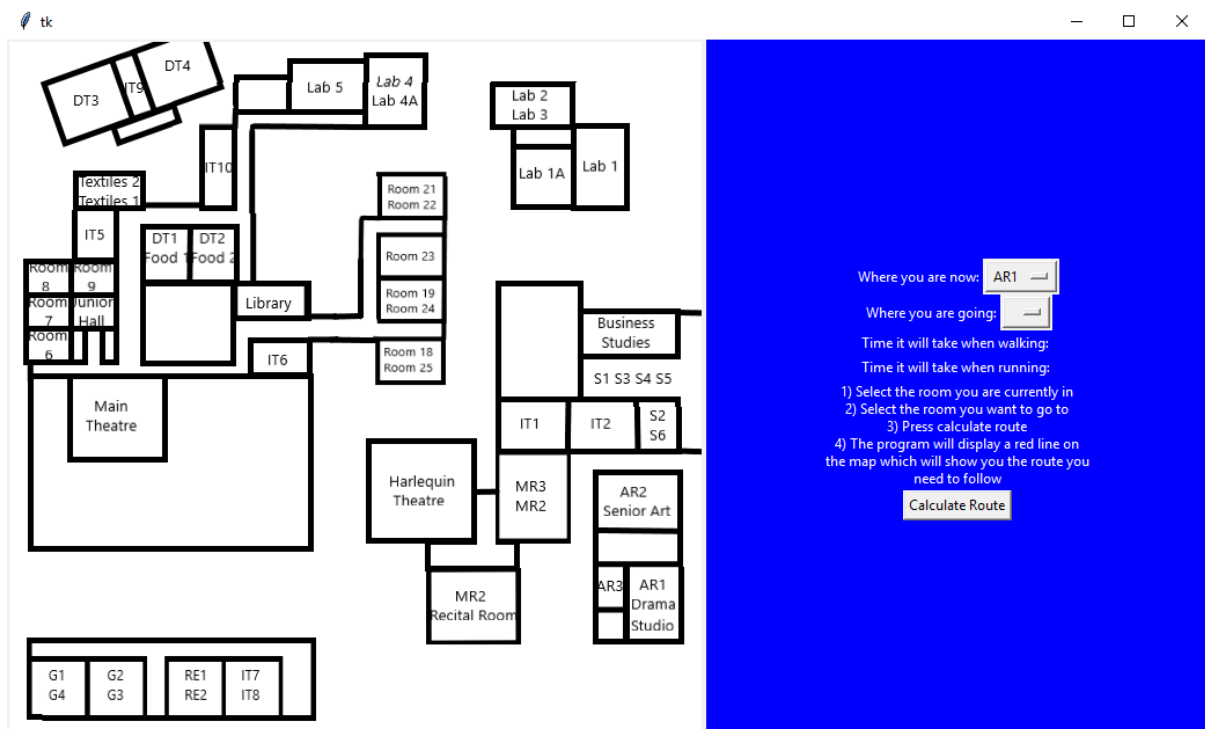 tk
DT4
IT9
DT3
Lab 5
Lab 4
Lab 4A
Lab 2
Lab 3
Lab 1A
Lab 1
IT10
Textiles 2
Textiles 1
Room 21
Room 22
IT5
DT1
Food 1
DT2
Food 2
Room 23
Room
8
Room
9
Room
7
Junior
Hall
Room
6
Library
Room 19
Room 24
Room 18
Room 25
IT6
Business
Studies
S1 S3 S4 S5
Main
Theatre
IT1
IT2
S2
S6
Harlequin
Theatre
MR3
MR2
AR2
Senior Art
MR2
Recital Room
AR3
AR1
Drama
Studio
G1
G4
G2
G3
RE1
RE2
IT7
IT8
Where you are now: AR1
Where you are going:
Time it will take when walking:
Time it will take when running:
1) Select the room you are currently in
2) Select the room you want to go to
3) Press calculate route
4) The program will display a red line on
the map which will show you the route you
need to follow
Calculate Route